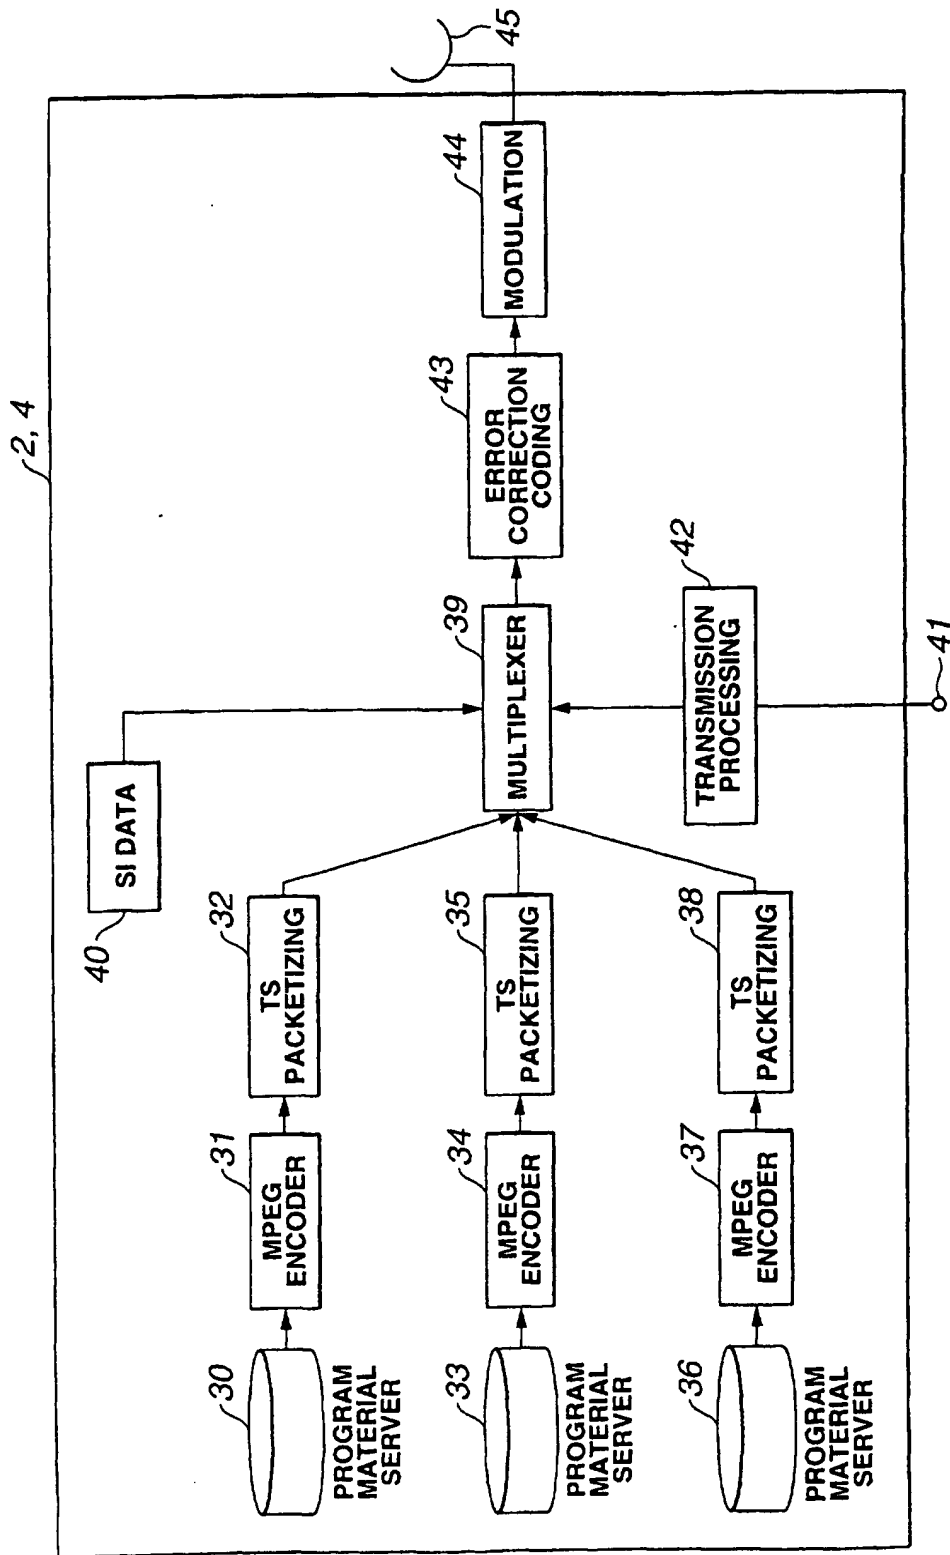 2, 4
40
SI DATA
30
PROGRAM
MATERIAL
SERVER
31
MPEG
ENCODER
32
TS
PACKETIZING
33
PROGRAM
MATERIAL
SERVER
34
MPEG
ENCODER
35
TS
PACKETIZING
36
PROGRAM
MATERIAL
SERVER
37
MPEG
ENCODER
38
TS
PACKETIZING
39
MULTIPLEXER
43
ERROR
CORRECTION
CODING
44
MODULATION
45
42
TRANSMISSION
PROCESSING
41